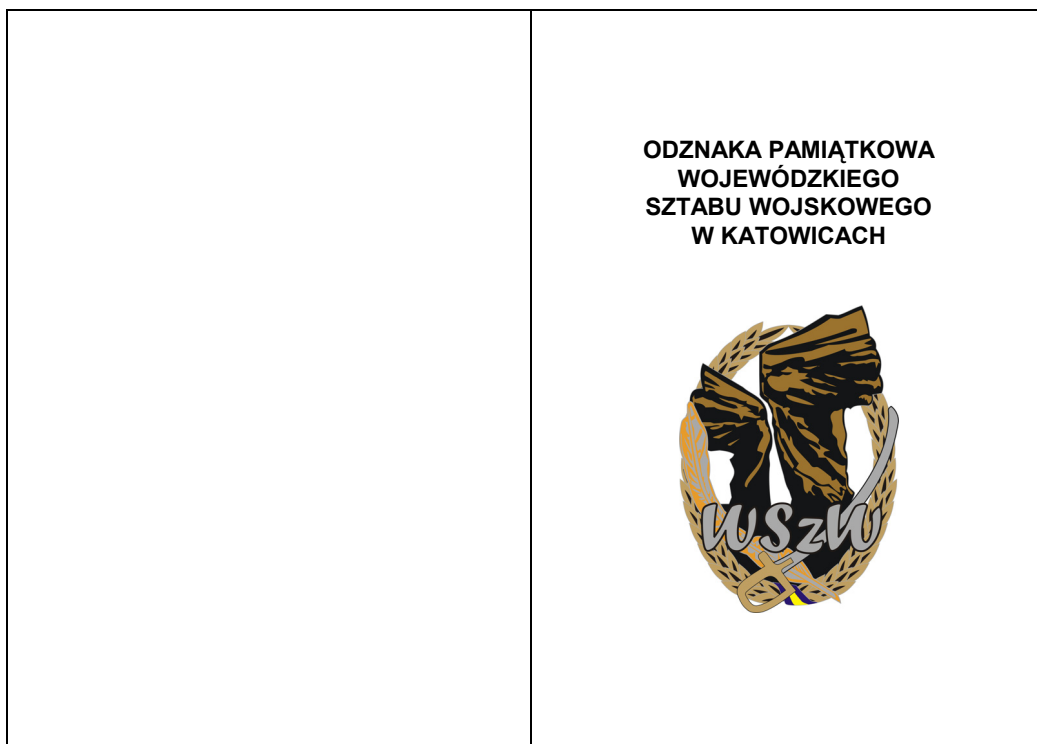 ODZNAKA PAMIĄTKOWA
WOJEWÓDZKIEGO
SZTABU WOJSKOWEGO
W KATOWICACH
WSzW